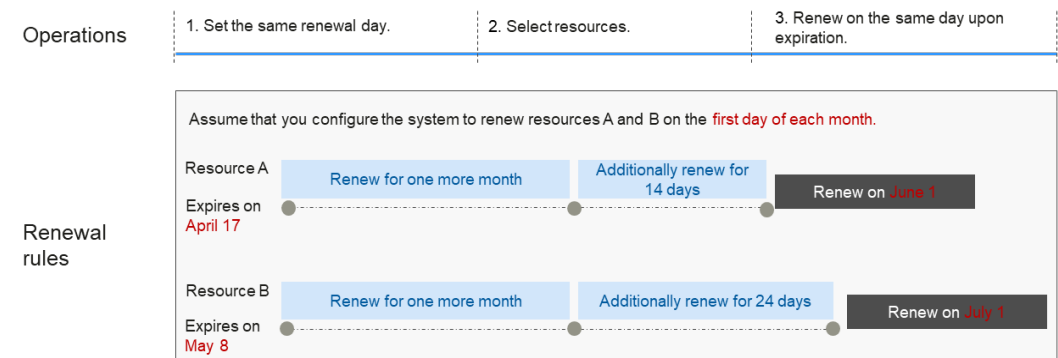 Operations
1. Set the same renewal day.
2. Select resources.
3. Renew on the same day upon
expiration.
Renewal
rules
Assume that you configure the system to renew resources A and B on the first day of each month.
Resource A
Renew for one more month
Additionally renew for
14 days
Renew on June 1
Expires on
April 17
Resource B
Renew for one more month
Additionally renew for 24 days
Renew on July 1
Expires on
May 8